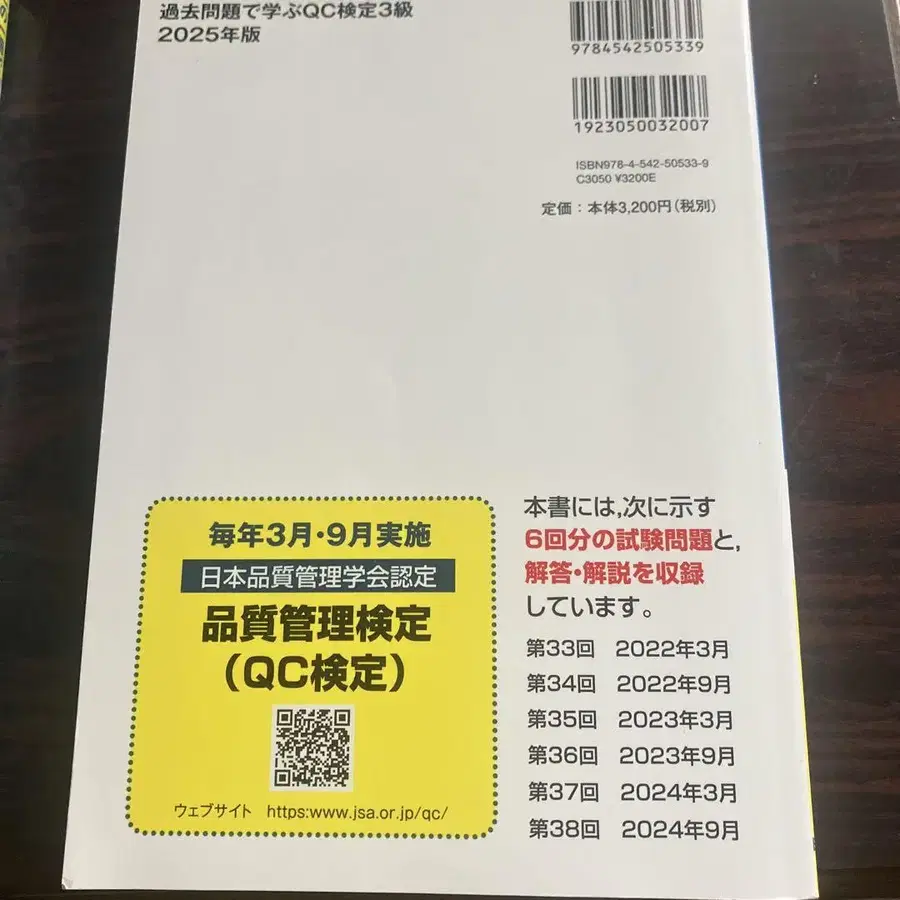 過去問題で学ぶQC検定3級
2025年版
9784542505339
1923050032007
ISBN978-4-542-50533-9
C3050 ¥3200E
定価：本体3,200円（税別）
毎年3月・9月実施
日本品質管理学会認定
品質管理検定
（QC検定）
ウェブサイト https:www.jsa.or.jp/qc/
本書には,次に示す
6回分の試験問題と,
解答・解説を収録
しています。
第33回 2022年3月
第34回 2022年9月
第35回 2023年3月
第36回 2023年9月
第37回 2024年3月
第38回 2024年9月